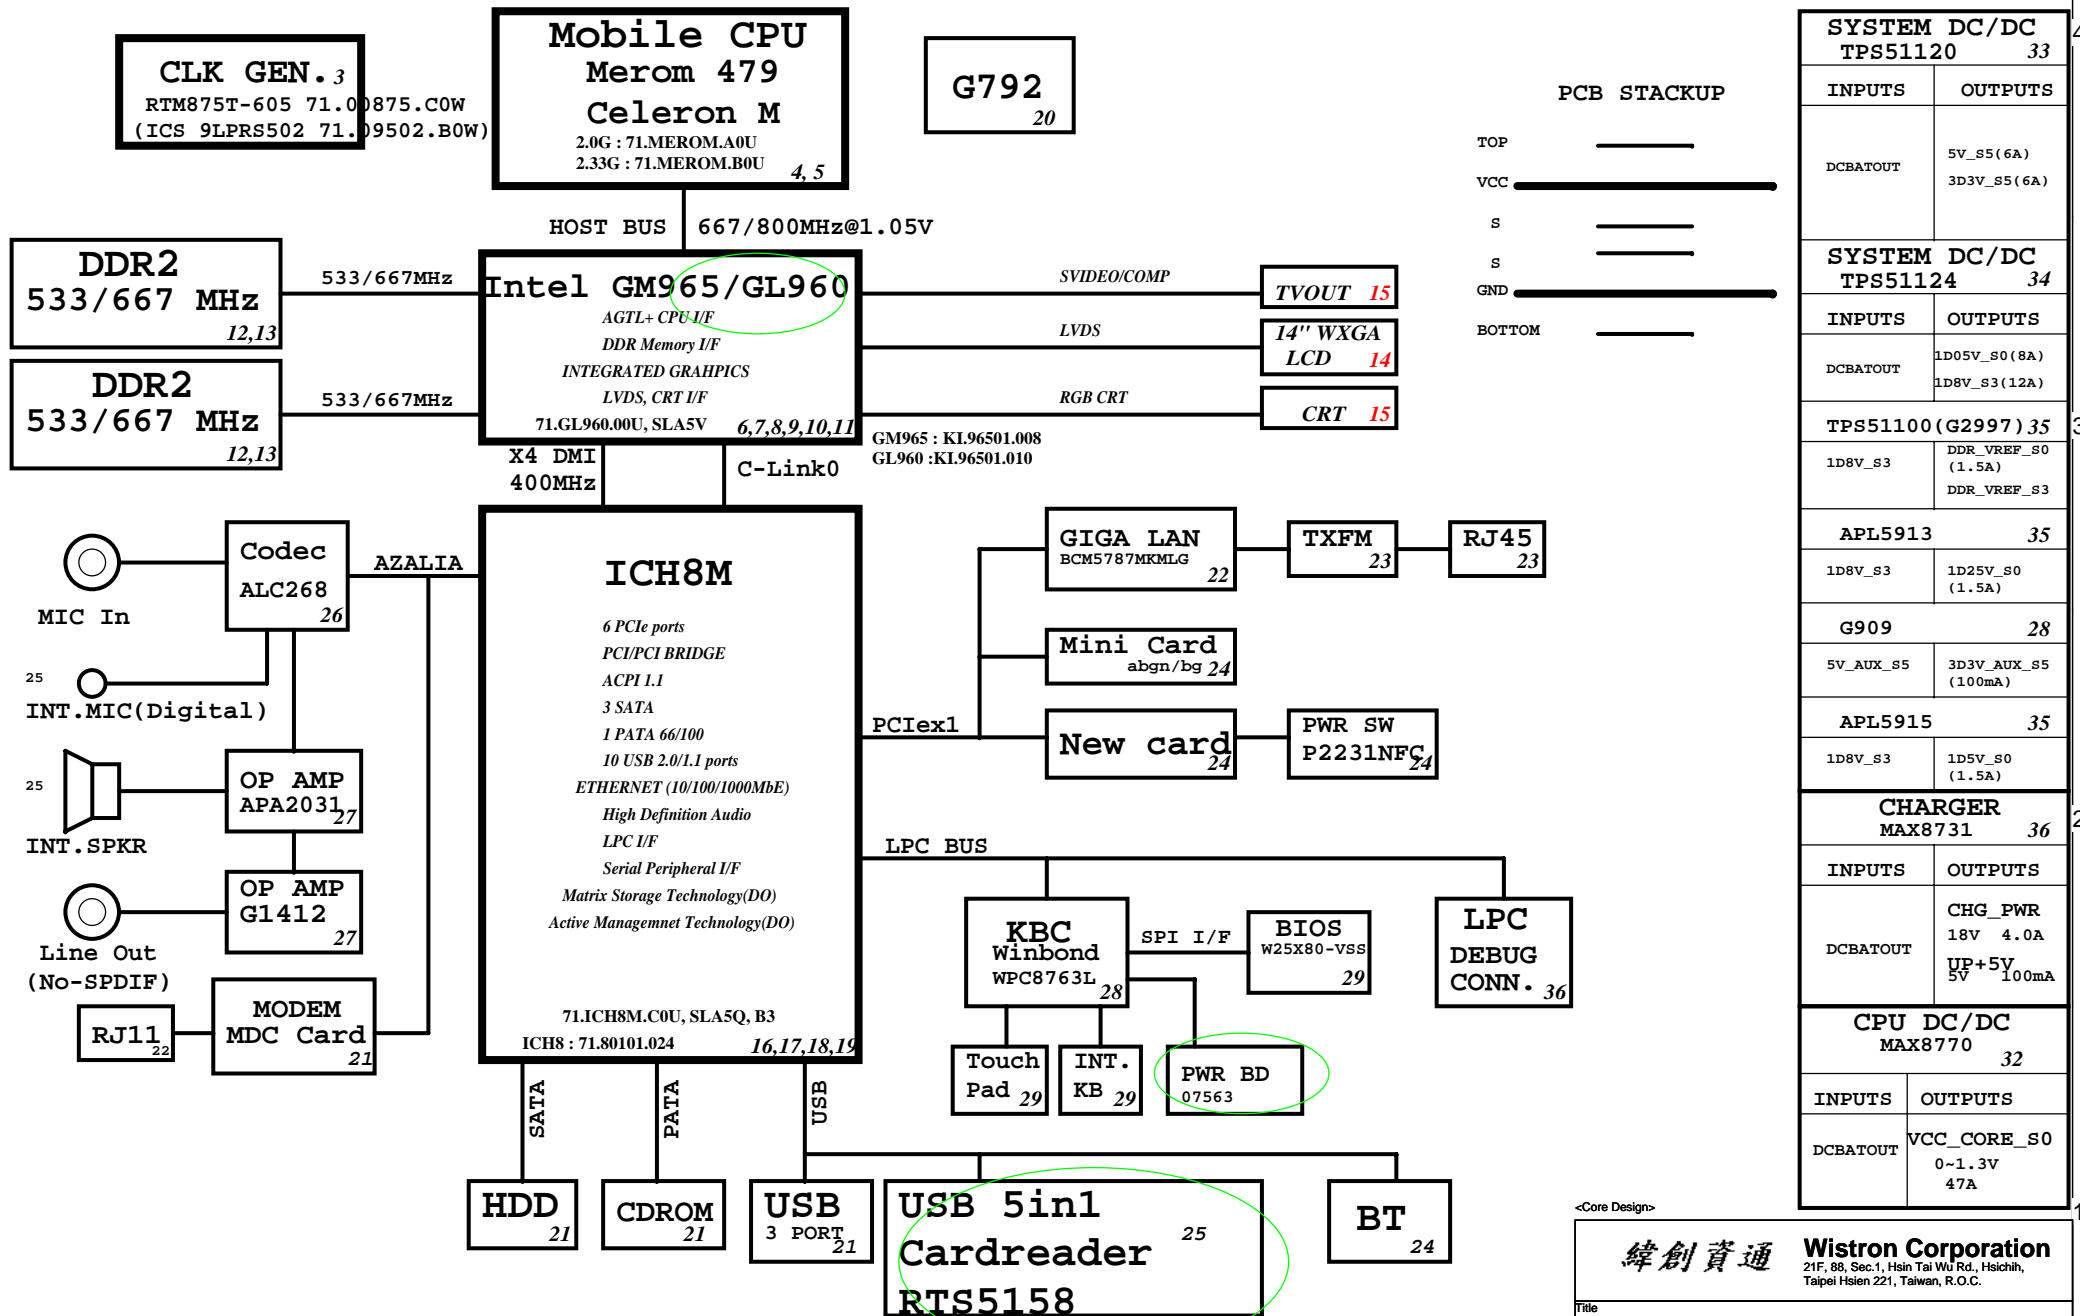 CLK GEN. 3
RTM875T-605 71.00875.C0W
(ICS 9LPRS502 71.09502.B0W)
Mobile CPU
Merom 479
Celeron M
2.0G : 71.MEROM.A0U
2.33G : 71.MEROM.B0U
4, 5
G792
20
HOST BUS 667/800MHz@1.05V
DDR2
533/667 MHz
12,13
533/667MHz
DDR2
533/667 MHz
12,13
533/667MHz
Intel GM965/GL960
AGTL+ CPU I/F
DDR Memory I/F
INTEGRATED GRAHPICS
LVDS, CRT I/F
71.GL960.00U, SLA5V
6,7,8,9,10,11
SVIDEO/COMP
TVOUT 15
LVDS
14" WXGA
LCD 14
RGB CRT
CRT 15
GM965 : KI.96501.008
GL960 :KI.96501.010
X4 DMI
400MHz
C-Link0
PCB STACKUP
TOP
VCC
S
S
GND
BOTTOM
MIC In
Codec
ALC268
26
AZALIA
25
INT.MIC(Digital)
25
INT.SPKR
OP AMP
APA2031
27
OP AMP
G1412
27
Line Out
(No-SPDIF)
RJ11
22
MODEM
MDC Card
21
ICH8M
6 PCIe ports
PCI/PCI BRIDGE
ACPI 1.1
3 SATA
1 PATA 66/100
10 USB 2.0/1.1 ports
ETHERNET (10/100/1000MbE)
High Definition Audio
LPC I/F
Serial Peripheral I/F
Matrix Storage Technology(DO)
Active Managemnet Technology(DO)
71.ICH8M.C0U, SLA5Q, B3
ICH8 : 71.80101.024
16,17,18,19
PCIex1
GIGA LAN
BCM5787MKMLG
22
TXFM
23
RJ45
23
Mini Card
abgn/bg 24
New card
24
PWR SW
P2231NFC
24
LPC BUS
KBC
Winbond
WPC8763L
28
SPI I/F
BIOS
W25X80-VSS
29
LPC
DEBUG
CONN. 36
Touch
Pad 29
INT.
KB 29
PWR BD
07563
SATA
PATA
USB
HDD
21
CDROM
21
USB
3 PORT
21
USB 5in1
Cardreader
RTS5158
25
BT
24
SYSTEM DC/DC
TPS51120 33
INPUTS OUTPUTS
DCBATOUT
5V_S5(6A)
3D3V_S5(6A)
SYSTEM DC/DC
TPS51124 34
INPUTS OUTPUTS
DCBATOUT
1D05V_S0(8A)
1D8V_S3(12A)
TPS51100(G2997) 35
1D8V_S3
DDR_VREF_S0
(1.5A)
DDR_VREF_S3
APL5913 35
1D8V_S3
1D25V_S0
(1.5A)
G909 28
5V_AUX_S5
3D3V_AUX_S5
(100mA)
APL5915 35
1D8V_S3
1D5V_S0
(1.5A)
CHARGER
MAX8731 36
INPUTS OUTPUTS
DCBATOUT
CHG_PWR
18V 4.0A
UP+5V
5V 100mA
CPU DC/DC
MAX8770
32
INPUTS OUTPUTS
DCBATOUT
VCC_CORE_S0
0~1.3V
47A
4
3
2
1
<Core Design>
緯創資通 Wistron Corporation
21F, 88, Sec.1, Hsin Tai Wu Rd., Hsichih,
Taipei Hsien 221, Taiwan, R.O.C.
Title